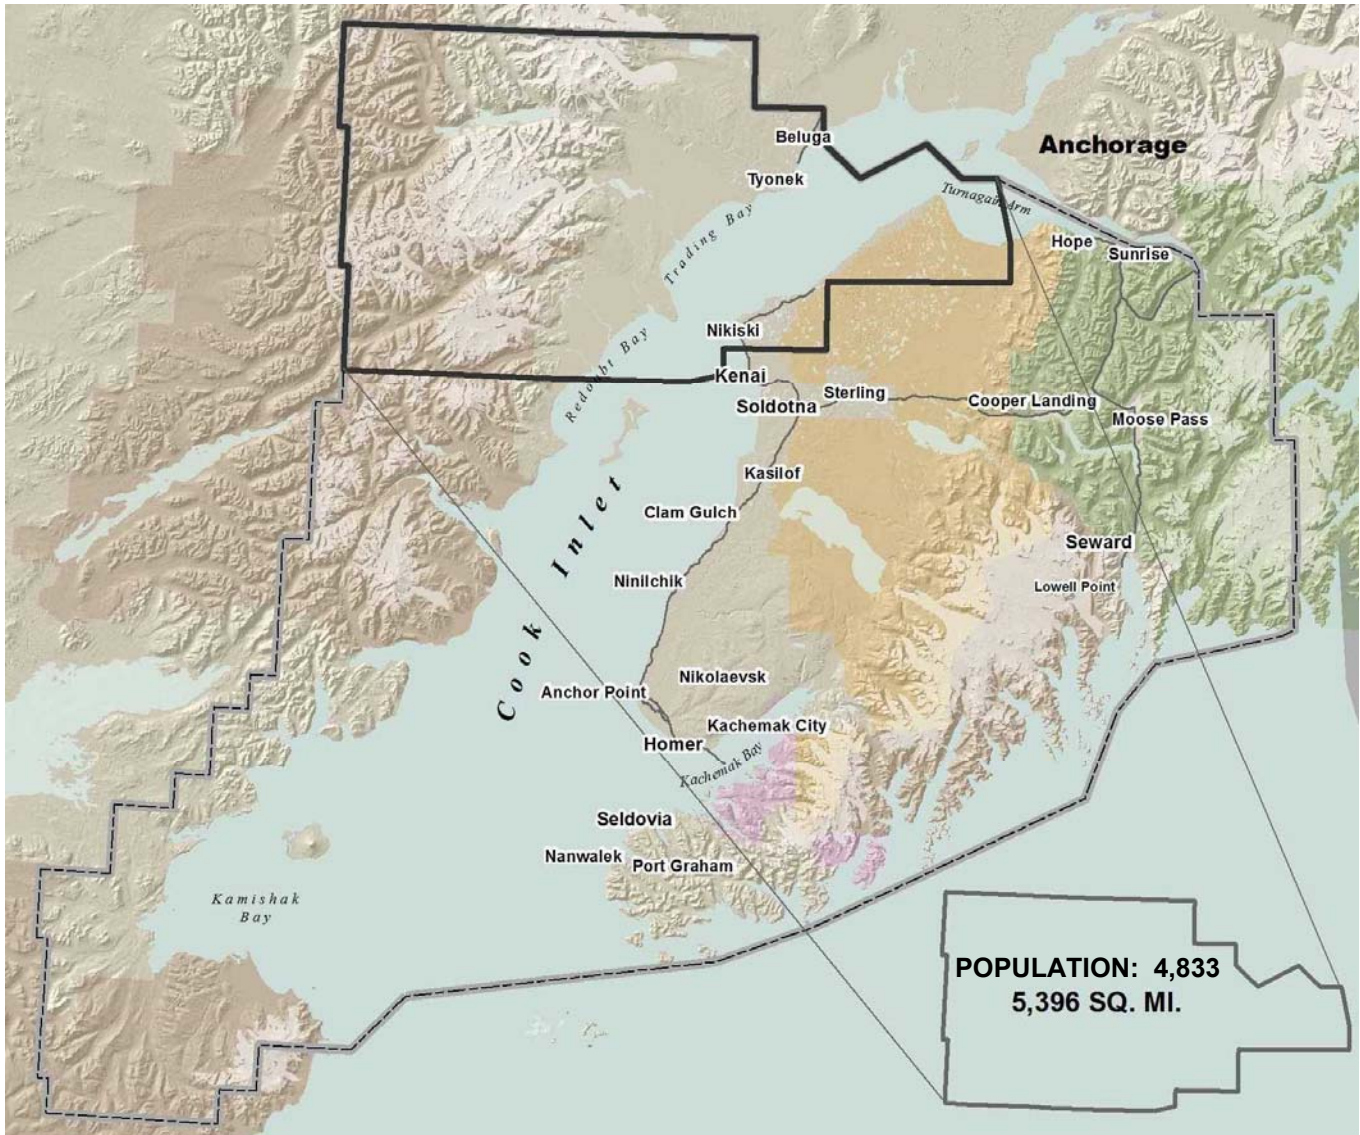 Beluga
Anchorage
Tyonek
Turnagain Arm
Trading Bay
Hope
Sunrise
Nikiski
Redoubt Bay
Kenai
Sterling
Soldotna
Cooper Landing
Moose Pass
Kasilof
Clam Gulch
Cook Inlet
Seward
Ninilchik
Lowell Point
Nikolaevsk
Anchor Point
Kachemak City
Homer
Kachemak Bay
Seldovia
Nanwalek
Port Graham
Kamishak
Bay
POPULATION: 4,833
5,396 SQ. MI.